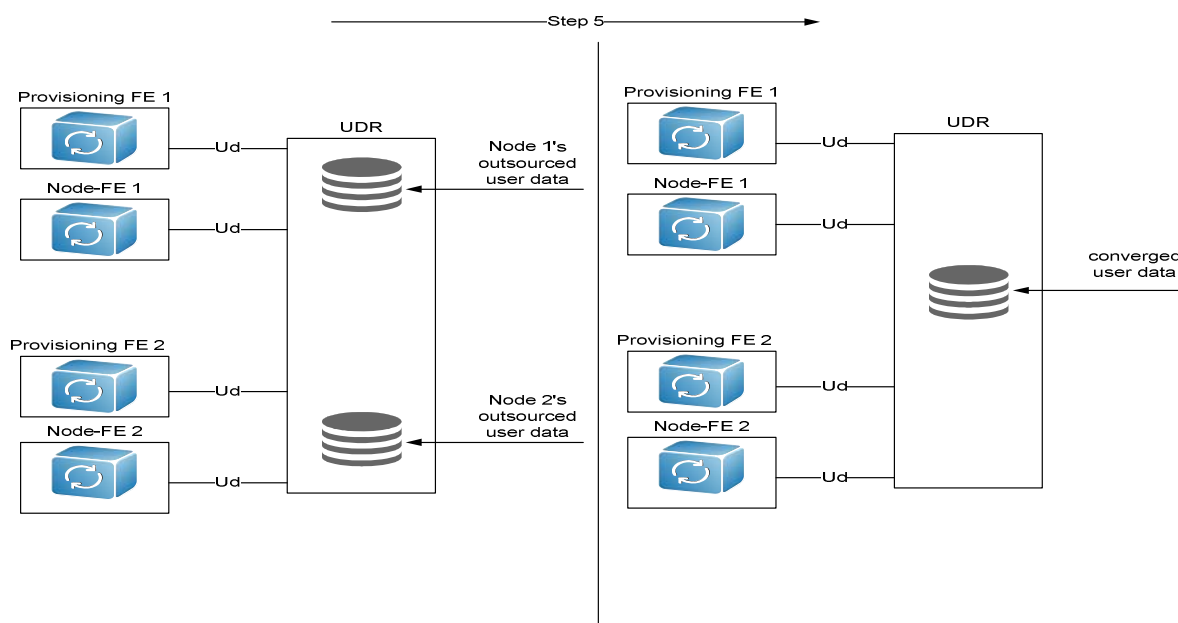 Step 5
Provisioning FE 1
UDR
Ud
Node 1's
outsourced
user data
Node-FE 1
Ud
Provisioning FE 2
Ud
Node 2's
outsourced
user data
Node-FE 2
Ud
Provisioning FE 1
UDR
Ud
Node-FE 1
Ud
converged
user data
Provisioning FE 2
Ud
Node-FE 2
Ud